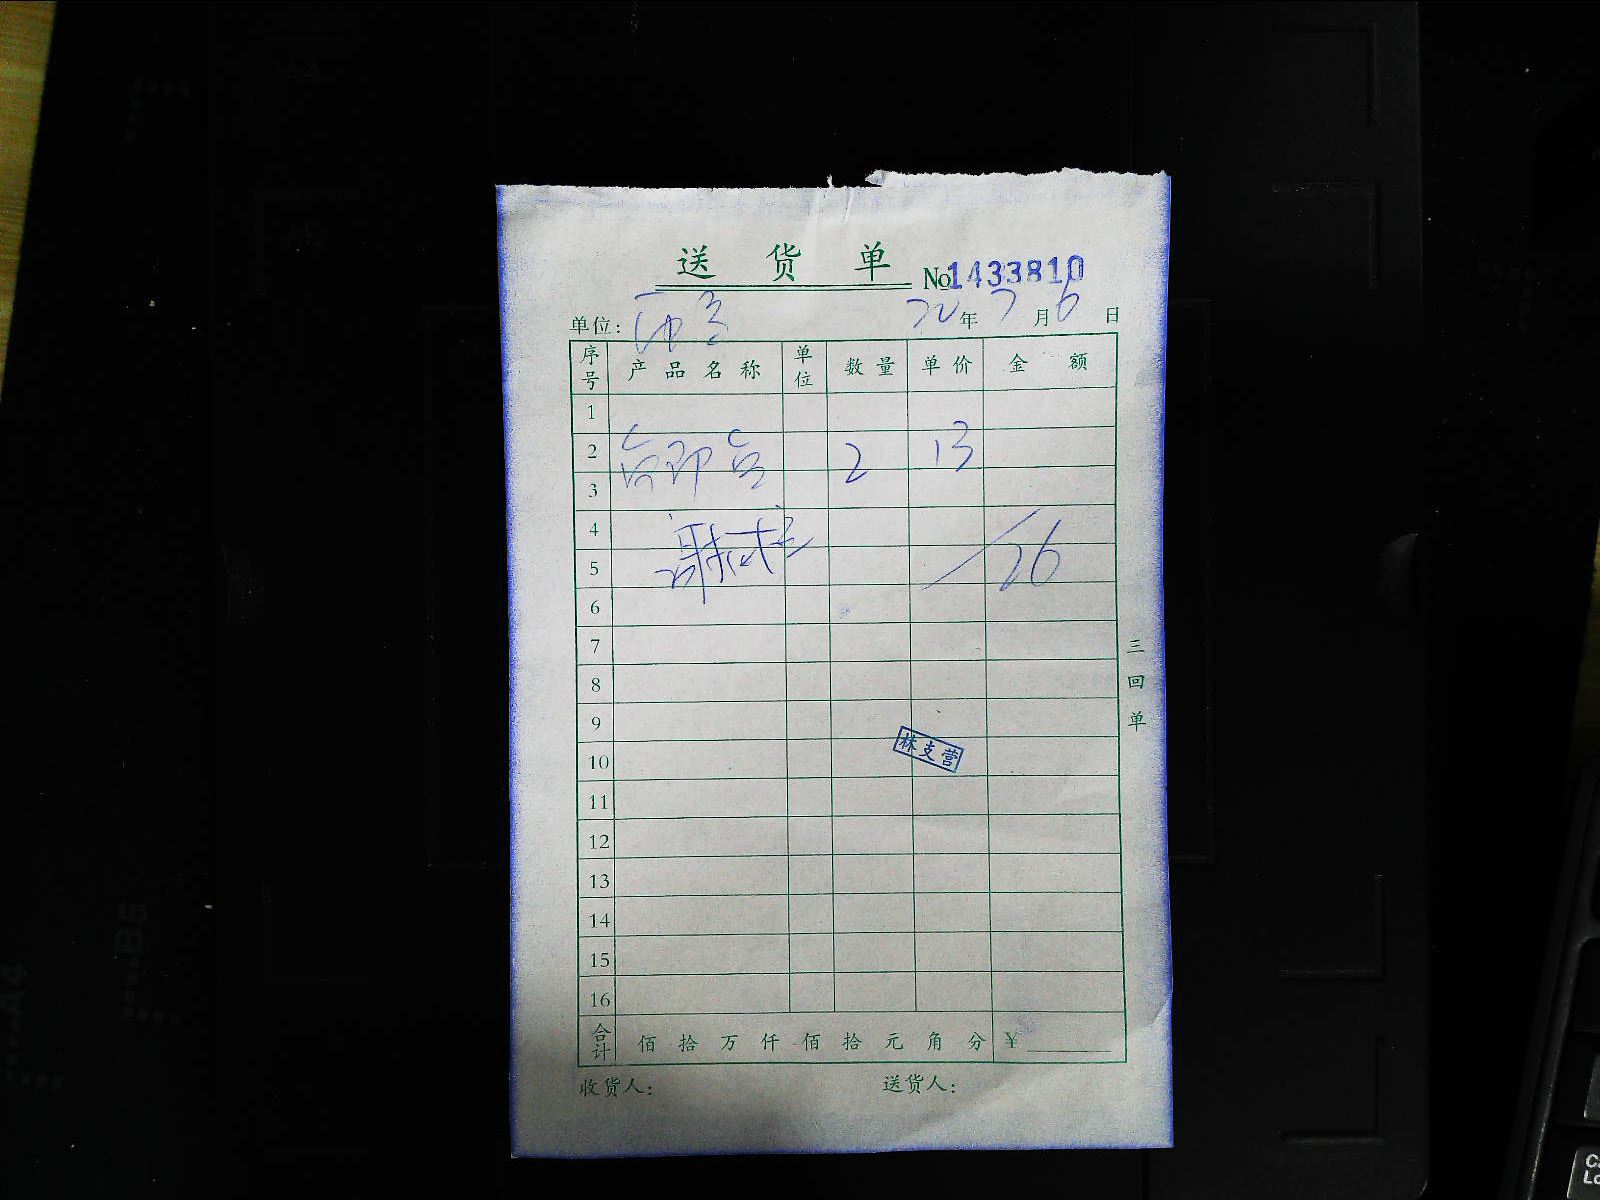 送货单 No1433810
单位: 年 7月6日
序号 产品名称 单位 数量 单价 金额
1
2 2 13
3
4
5 26
6
7
8
9
林支营
10
11
12
13
14
15
16
合计 佰拾万仟佰拾元角分 ¥
收货人: 送货人:
三回单
A4
B5